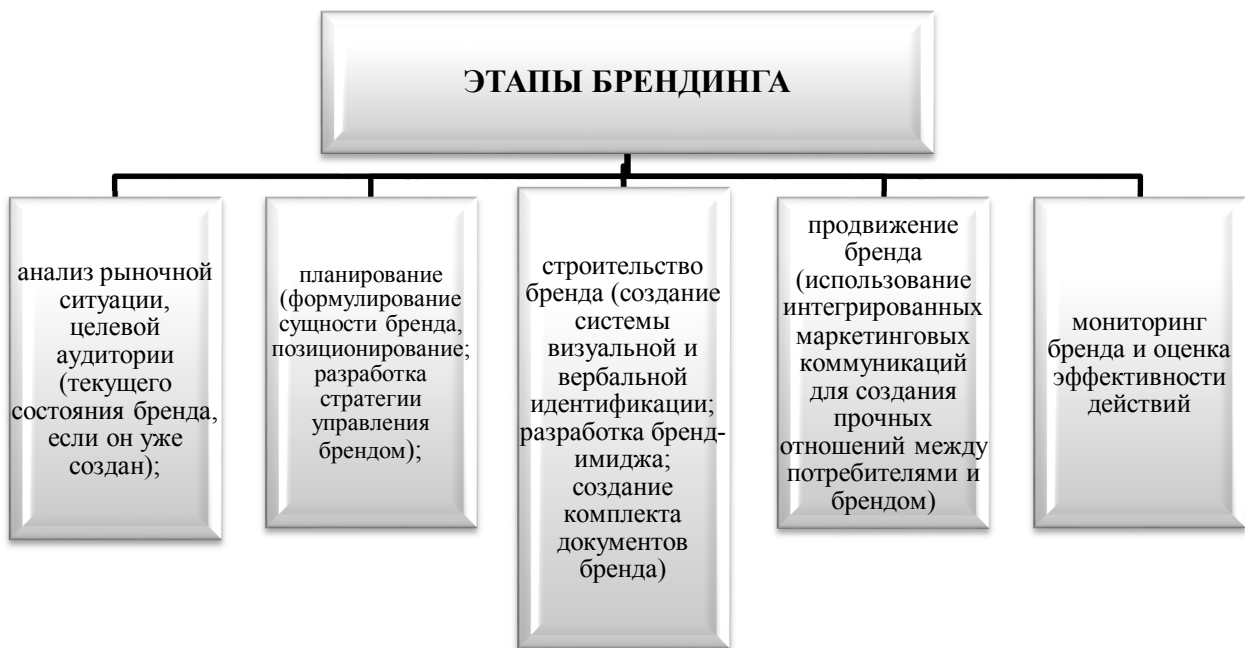 ЭТАПЫ БРЕНДИНГА
анализ рыночной
ситуации,
целевой
аудитории
(текущего
состояния бренда,
если он уже
создан);
планирование
(формулирование
сущности бренда,
позиционирование;
разработка
стратегии
управления
брендом);
строительство
бренда (создание
системы
визуальной и
вербальной
идентификации;
разработка бренд-
имиджа;
создание
комплекта
документов
бренда)
продвижение
бренда
(использование
интегрированных
маркетинговых
коммуникаций
для создания
прочных
отношений между
потребителями и
брендом)
мониторинг
бренда и оценка
эффективности
действий